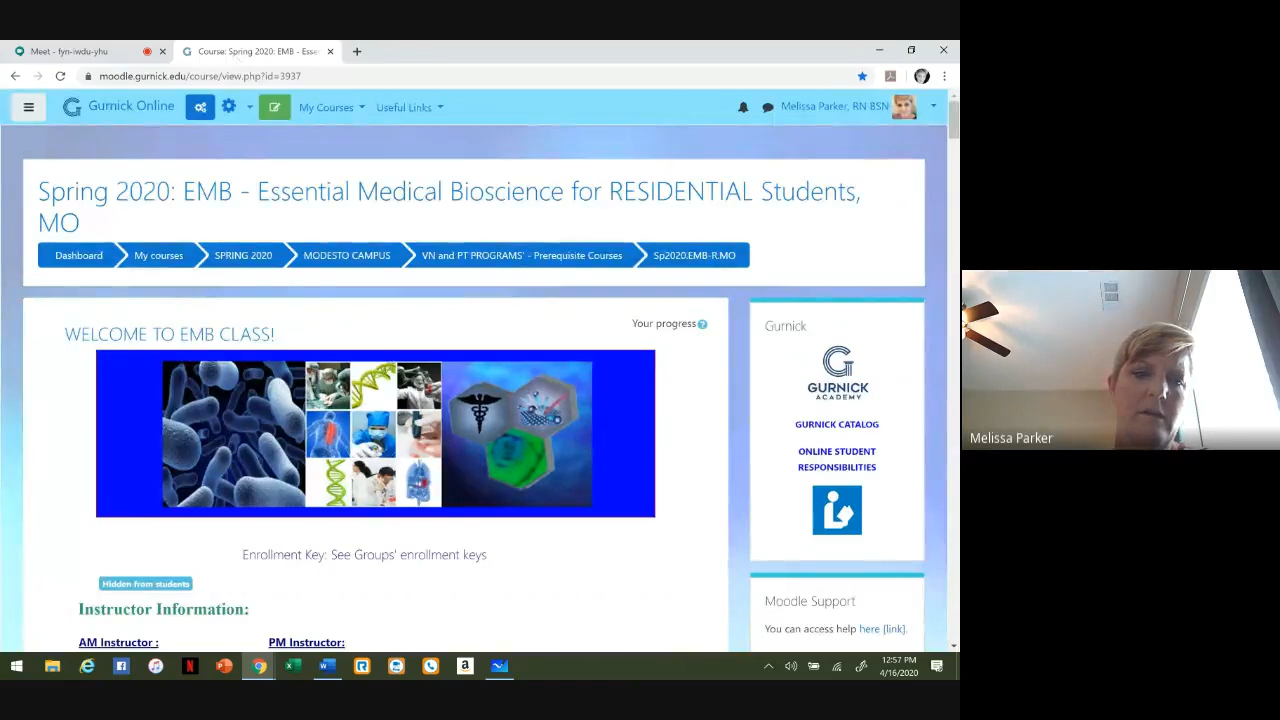 Meet - fyn-iwdu-yhu
Course: Spring 2020: EMB - Esse
moodle.gurnick.edu/course/view.php?id=3937
Gurnick Online
My Courses
Useful Links
Melissa Parker, RN BSN
Spring 2020: EMB - Essential Medical Bioscience for RESIDENTIAL Students,
MO
Dashboard
My courses
SPRING 2020
MODESTO CAMPUS
VN and PT PROGRAMS' - Prerequisite Courses
Sp2020.EMB-R.MO
Your progress
WELCOME TO EMB CLASS!
Enrollment Key: See Groups' enrollment keys
Hidden from students
Instructor Information:
AM Instructor :
PM Instructor:
Gurnick
GURNICK
ACADEMY
GURNICK CATALOG
ONLINE STUDENT
RESPONSIBILITIES
Moodle Support
You can access help here [link].
Melissa Parker
12:57 PM
4/16/2020